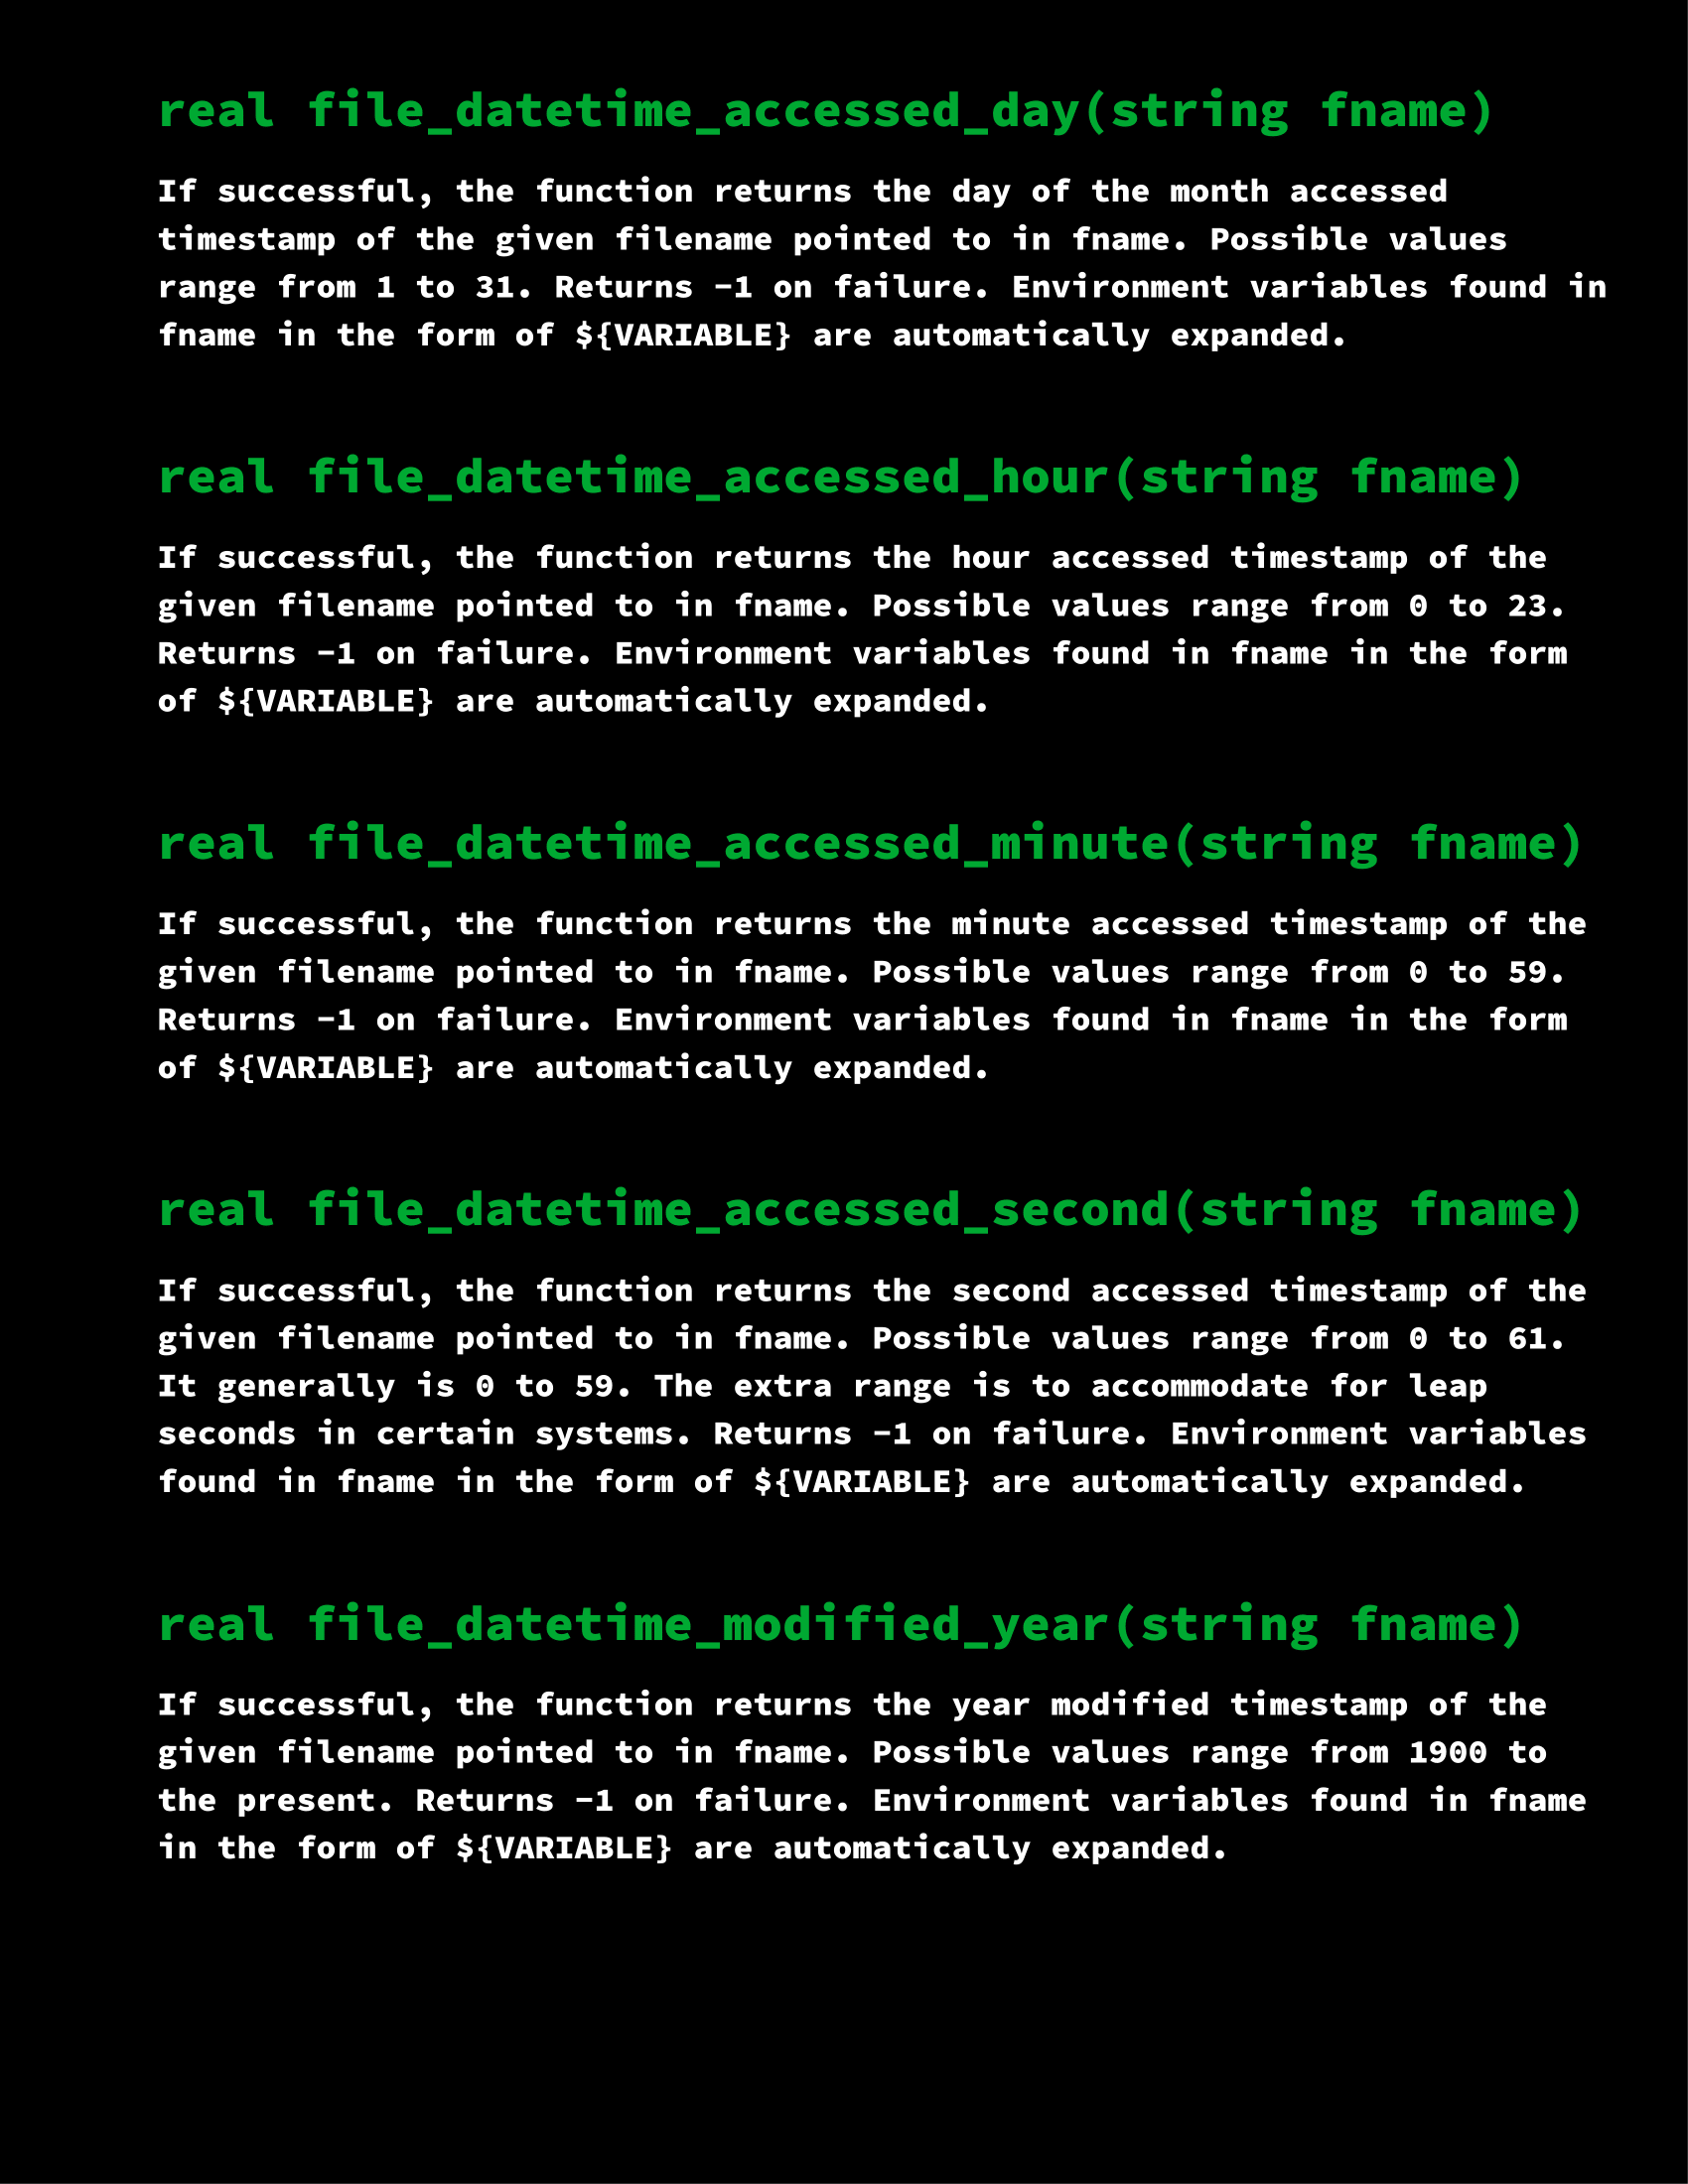 real file_datetime_accessed_day(string fname)
If successful, the function returns the day of the month accessed
timestamp of the given filename pointed to in fname. Possible values
range from 1 to 31. Returns -1 on failure. Environment variables found in
fname in the form of ${VARIABLE} are automatically expanded.
real file_datetime_accessed_hour(string fname)
If successful, the function returns the hour accessed timestamp of the
given filename pointed to in fname. Possible values range from 0 to 23.
Returns -1 on failure. Environment variables found in fname in the form
of ${VARIABLE} are automatically expanded.
real file_datetime_accessed_minute(string fname)
If successful, the function returns the minute accessed timestamp of the
given filename pointed to in fname. Possible values range from 0 to 59.
Returns -1 on failure. Environment variables found in fname in the form
of ${VARIABLE} are automatically expanded.
real file_datetime_accessed_second(string fname)
If successful, the function returns the second accessed timestamp of the
given filename pointed to in fname. Possible values range from 0 to 61.
It generally is 0 to 59. The extra range is to accommodate for leap
seconds in certain systems. Returns -1 on failure. Environment variables
found in fname in the form of ${VARIABLE} are automatically expanded.
real file_datetime_modified_year(string fname)
If successful, the function returns the year modified timestamp of the
given filename pointed to in fname. Possible values range from 1900 to
the present. Returns -1 on failure. Environment variables found in fname
in the form of ${VARIABLE} are automatically expanded.